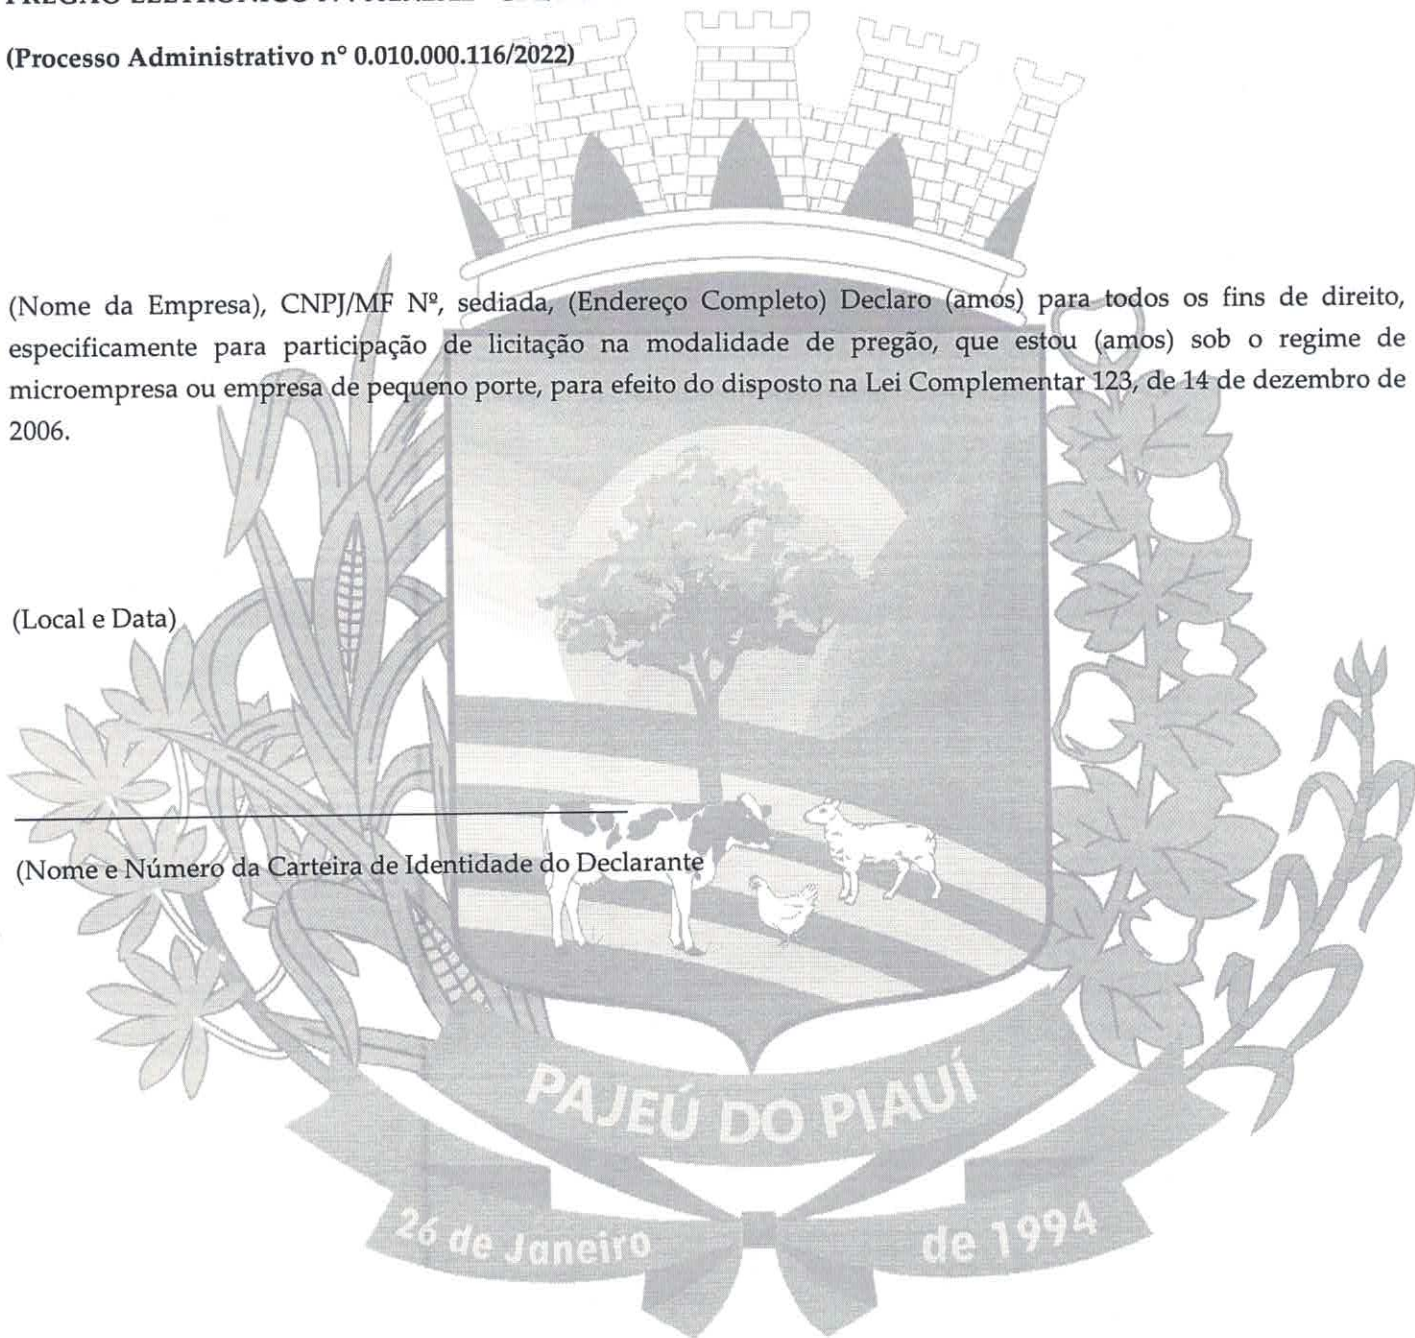 PREGÃO ELETRÔNICO
(Processo Administrativo n° 0.010.000.116/2022)
(Nome da Empresa), CNPJ/MF Nº, sediada, (Endereço Completo) Declaro (amos) para todos os fins de direito,
especificamente para participação de licitação na modalidade de pregão, que estou (amos) sob o regime de
microempresa ou empresa de pequeno porte, para efeito do disposto na Lei Complementar 123, de 14 de dezembro de
2006.
(Local e Data)
(Nome e Número da Carteira de Identidade do Declarante
PAJEÚ DO PIAUÍ
26 de Janeiro de 1994